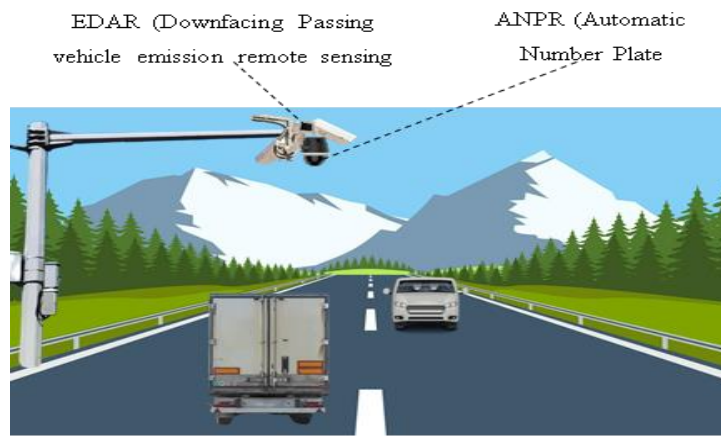 EDAR (Downfacing Passing
vehicle emission remote sensing
ANPR (Automatic
Number Plate